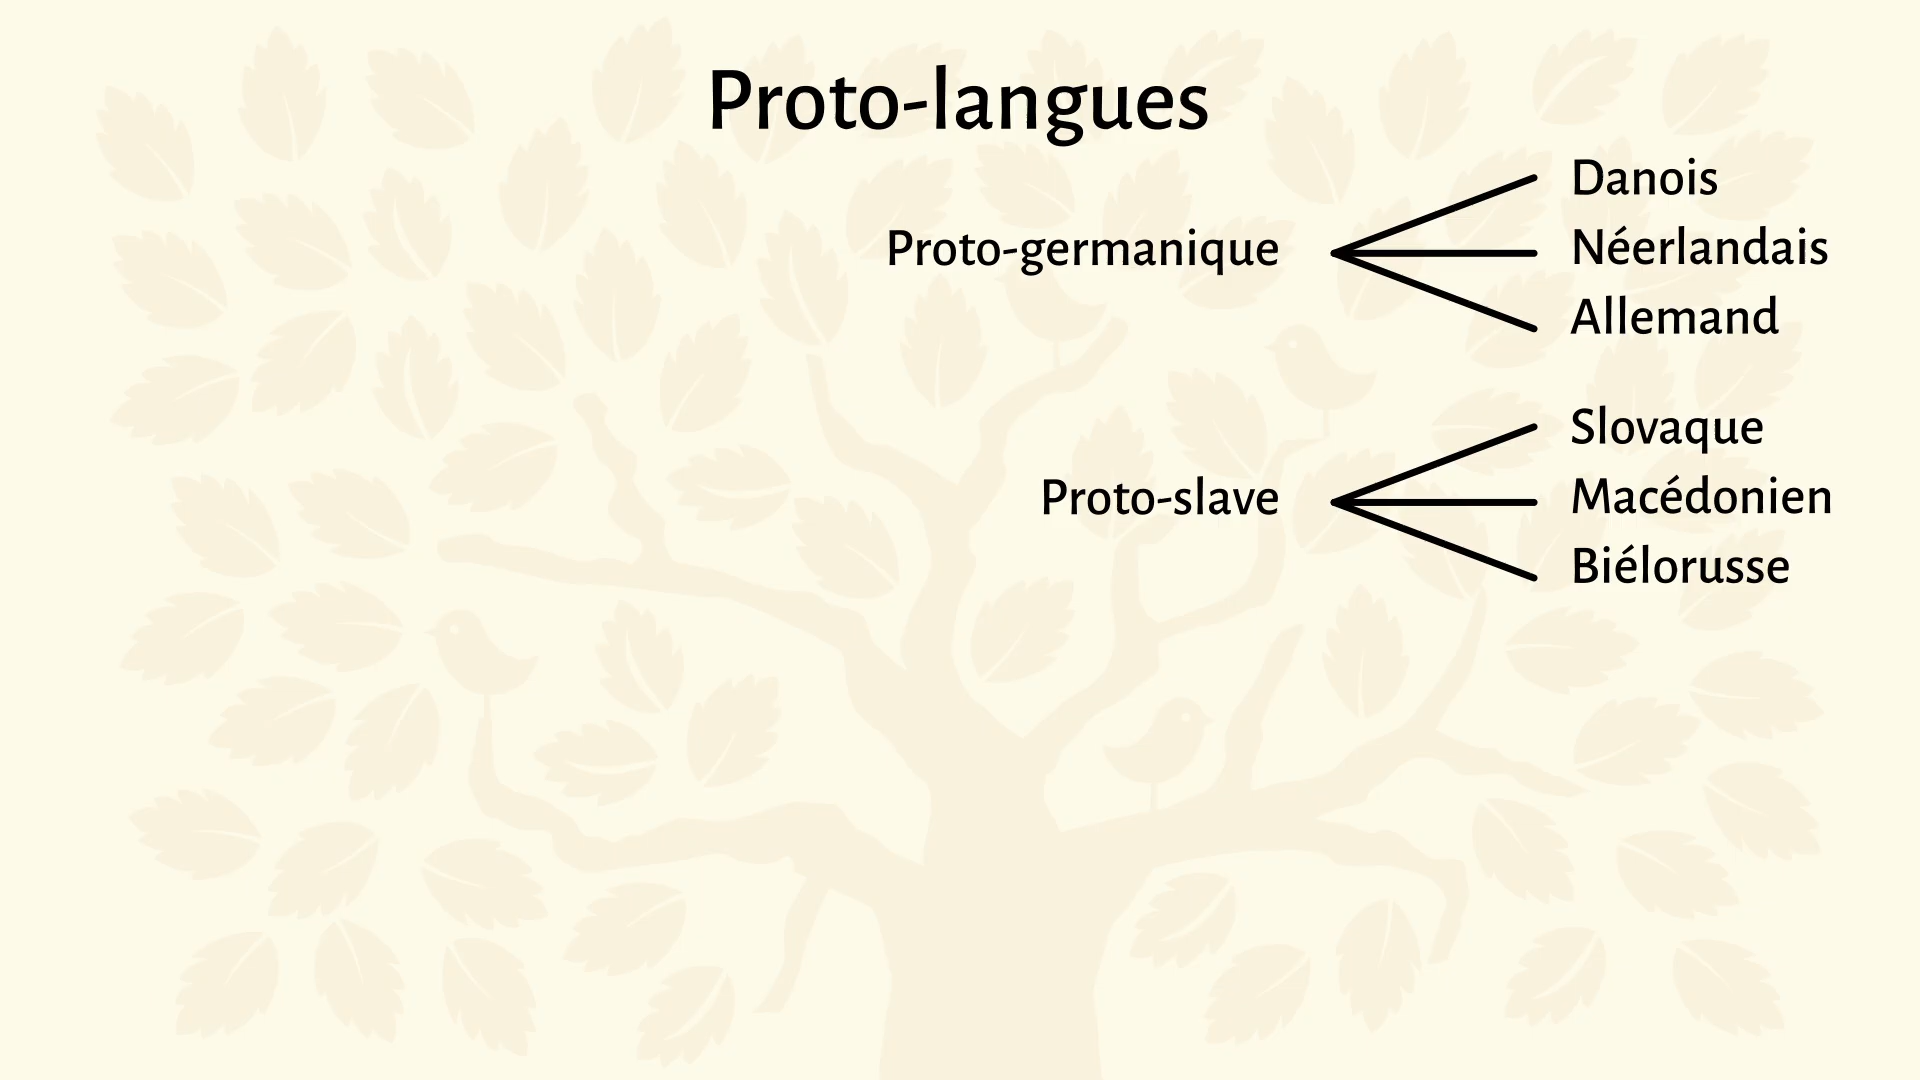 Proto-langues
Proto-germanique
Danois
Néerlandais
Allemand
Proto-slave
Slovaque
Macédonien
Biélorusse